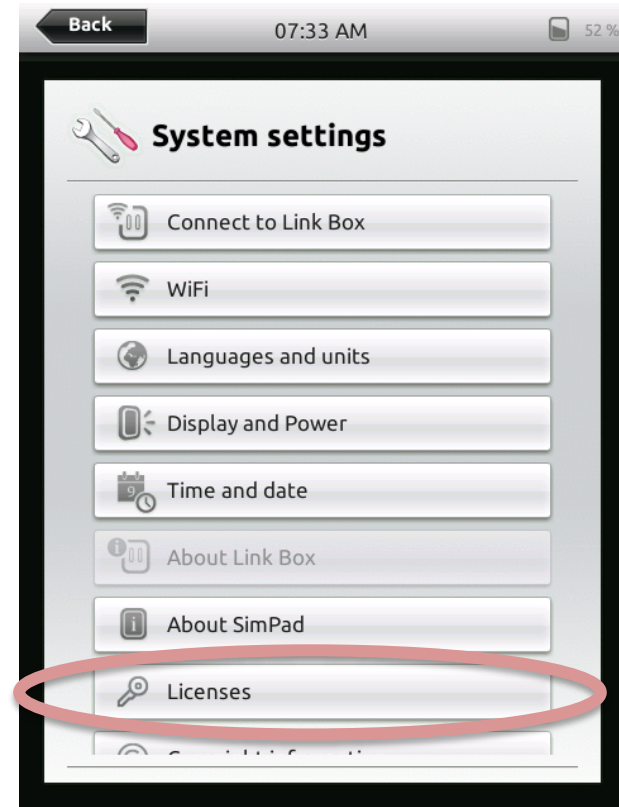 Back
07:33 AM
52 %
System settings
Connect to Link Box
WiFi
Languages and units
Display and Power
9
Time and date
About Link Box
About SimPad
Licenses